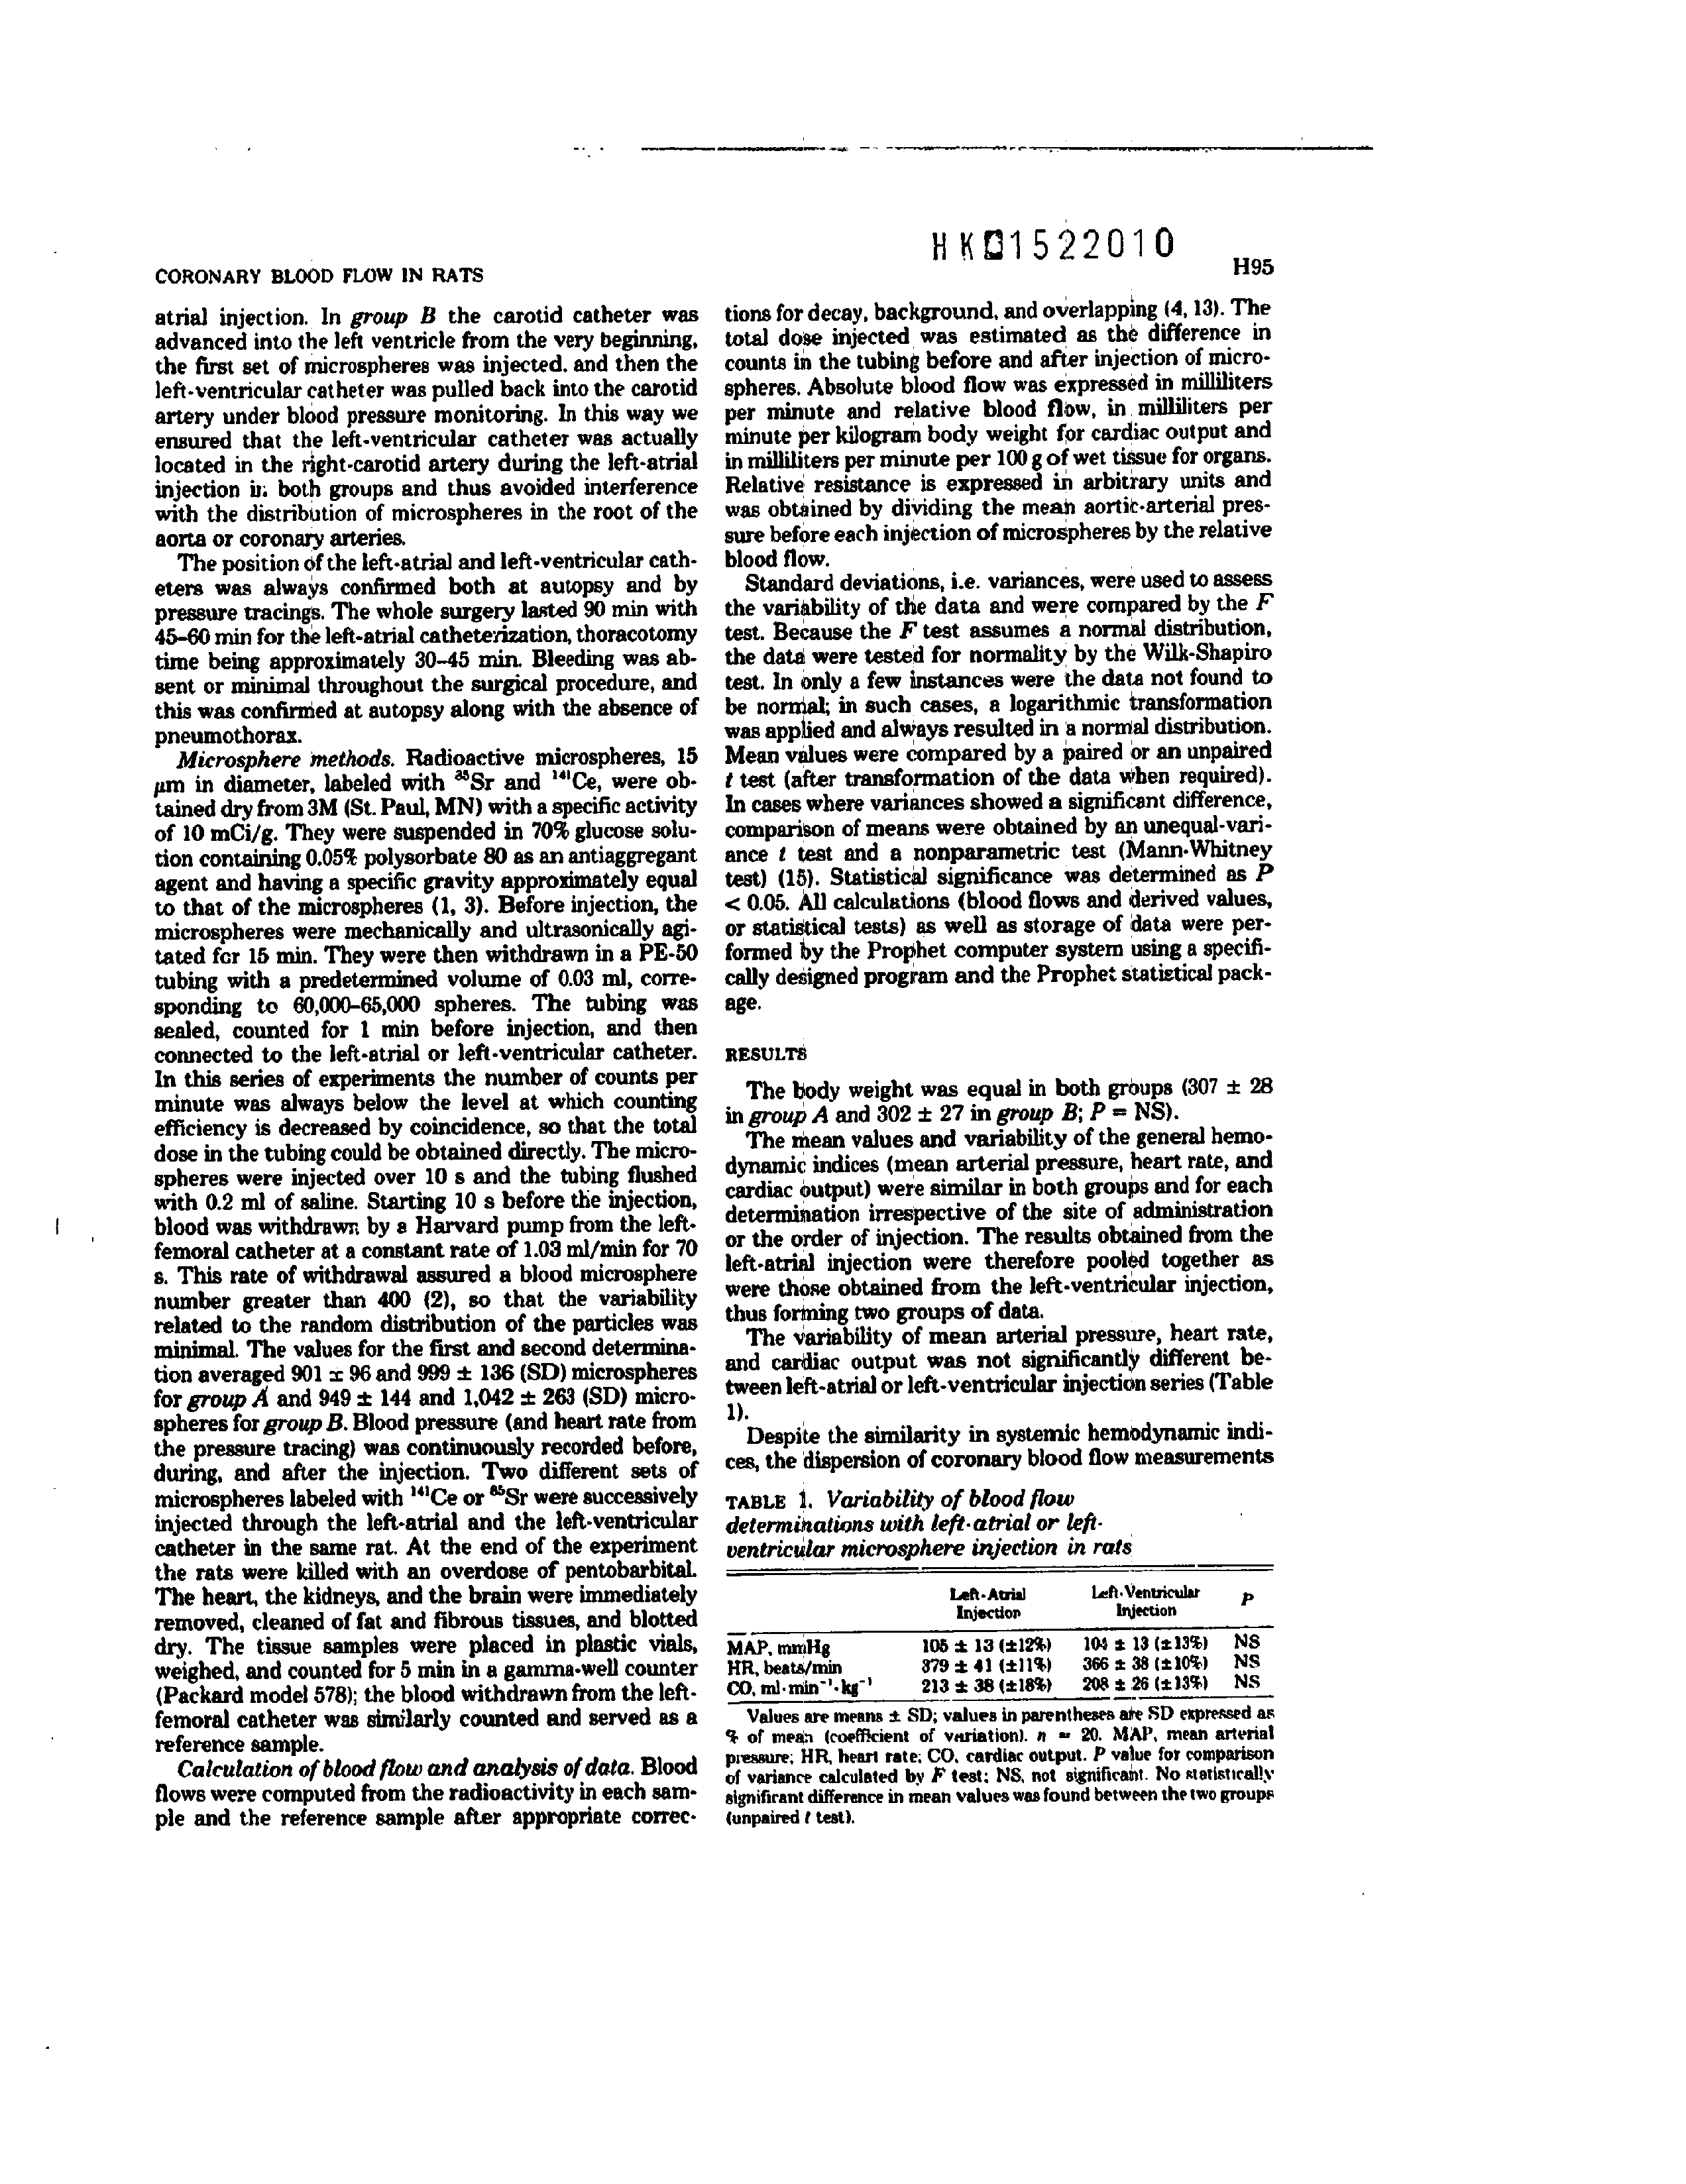 HK01522010
CORONARY BLOOD FLOW IN RATS
H95
atrial injection. In group B the carotid catheter was
advanced into the left ventricle from the very beginning,
the first set of microspheres was injected. and then the
left-ventricular catheter was pulled back into the carotid
artery under blood pressure monitoring. In this way we
ensured that the left-ventricular catheter was actually
located in the right-carotid artery during the left-atrial
injection in both groups and thus avoided interference
with the distribution of microspheres in the root of the
aorta or coronary arteries.
The position of the left-atrial and left-ventricular cath-
eters was always confirmed both at autopsy and by
pressure tracings. The whole surgery lasted 90 min with
45–60 min for the left-atrial catheterization, thoracotomy
time being approximately 30–45 min. Bleeding was ab-
sent or minimal throughout the surgical procedure, and
this was confirmed at autopsy along with the absence of
pneumothorax.
Microsphere methods. Radioactive microspheres, 15
μm in diameter, labeled with ⁸⁵Sr and ¹⁴¹Ce, were ob-
tained dry from 3M (St. Paul, MN) with a specific activity
of 10 mCi/g. They were suspended in 70% glucose solu-
tion containing 0.05% polysorbate 80 as an antiaggregant
agent and having a specific gravity approximately equal
to that of the microspheres (1, 3). Before injection, the
microspheres were mechanically and ultrasonically agi-
tated for 15 min. They were then withdrawn in a PE-50
tubing with a predetermined volume of 0.03 ml, corre-
sponding to 60,000–65,000 spheres. The tubing was
sealed, counted for 1 min before injection, and then
connected to the left-atrial or left-ventricular catheter.
In this series of experiments the number of counts per
minute was always below the level at which counting
efficiency is decreased by coincidence, so that the total
dose in the tubing could be obtained directly. The micro-
spheres were injected over 10 s and the tubing flushed
with 0.2 ml of saline. Starting 10 s before the injection,
blood was withdrawn by a Harvard pump from the left-
femoral catheter at a constant rate of 1.03 ml/min for 70
s. This rate of withdrawal assured a blood microsphere
number greater than 400 (2), so that the variability
related to the random distribution of the particles was
minimal. The values for the first and second determina-
tion averaged 901 ± 96 and 999 ± 136 (SD) microspheres
for group A and 949 ± 144 and 1,042 ± 263 (SD) micro-
spheres for group B. Blood pressure (and heart rate from
the pressure tracing) was continuously recorded before,
during, and after the injection. Two different sets of
microspheres labeled with ¹⁴¹Ce or ⁸⁵Sr were successively
injected through the left-atrial and the left-ventricular
catheter in the same rat. At the end of the experiment
the rats were killed with an overdose of pentobarbital.
The heart, the kidneys, and the brain were immediately
removed, cleaned of fat and fibrous tissues, and blotted
dry. The tissue samples were placed in plastic vials,
weighed, and counted for 5 min in a gamma-well counter
(Packard model 578); the blood withdrawn from the left-
femoral catheter was similarly counted and served as a
reference sample.
Calculation of blood flow and analysis of data. Blood
flows were computed from the radioactivity in each sam-
ple and the reference sample after appropriate correc-
tions for decay, background, and overlapping (4, 13). The
total dose injected was estimated as the difference in
counts in the tubing before and after injection of micro-
spheres. Absolute blood flow was expressed in milliliters
per minute and relative blood flow, in milliliters per
minute per kilogram body weight for cardiac output and
in milliliters per minute per 100 g of wet tissue for organs.
Relative resistance is expressed in arbitrary units and
was obtained by dividing the mean aortic-arterial pres-
sure before each injection of microspheres by the relative
blood flow.
Standard deviations, i.e. variances, were used to assess
the variability of the data and were compared by the F
test. Because the F test assumes a normal distribution,
the data were tested for normality by the Wilk-Shapiro
test. In only a few instances were the data not found to
be normal; in such cases, a logarithmic transformation
was applied and always resulted in a normal distribution.
Mean values were compared by a paired or an unpaired
t test (after transformation of the data when required).
In cases where variances showed a significant difference,
comparison of means were obtained by an unequal-vari-
ance t test and a nonparametric test (Mann-Whitney
test) (15). Statistical significance was determined as P
< 0.05. All calculations (blood flows and derived values,
or statistical tests) as well as storage of data were per-
formed by the Prophet computer system using a specifi-
cally designed program and the Prophet statistical pack-
age.
RESULTS
The body weight was equal in both groups (307 ± 28
in group A and 302 ± 27 in group B; P = NS).
The mean values and variability of the general hemo-
dynamic indices (mean arterial pressure, heart rate, and
cardiac output) were similar in both groups and for each
determination irrespective of the site of administration
or the order of injection. The results obtained from the
left-atrial injection were therefore pooled together as
were those obtained from the left-ventricular injection,
thus forming two groups of data.
The variability of mean arterial pressure, heart rate,
and cardiac output was not significantly different be-
tween left-atrial or left-ventricular injection series (Table
1).
Despite the similarity in systemic hemodynamic indi-
ces, the dispersion of coronary blood flow measurements
TABLE 1. Variability of blood flow
determinations with left-atrial or left-
ventricular microsphere injection in rats
Left-Atrial Injection Left-Ventricular Injection P
MAP, mmHg 105 ± 13 (±12%) 104 ± 13 (±13%) NS
HR, beats/min 379 ± 41 (±11%) 366 ± 38 (±10%) NS
CO, ml·min⁻¹·kg⁻¹ 213 ± 38 (±18%) 208 ± 26 (±13%) NS
Values are means ± SD; values in parentheses are SD expressed as
% of mean (coefficient of variation). n = 20. MAP, mean arterial
pressure; HR, heart rate; CO, cardiac output. P value for comparison
of variance calculated by F test; NS, not significant. No statistically
significant difference in mean values was found between the two groups
(unpaired t test).